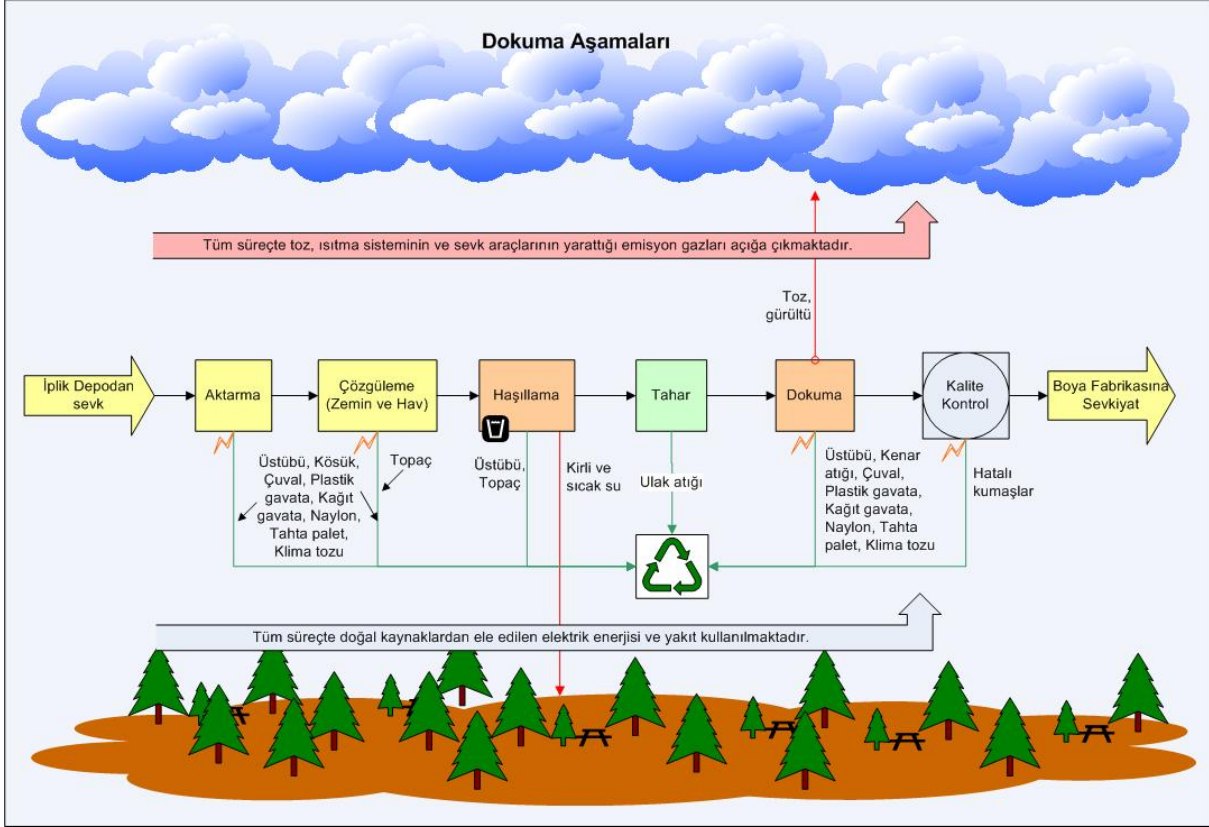 Dokuma Aşamaları
Tüm süreçte toz, ısıtma sisteminin ve sevk araçlarının yarattığı emisyon gazları açığa çıkmaktadır.
Toz,
gürültü
İplik Depodan
sevk
Aktarma
Çözgüleme
(Zemin ve Hav)
Haşıllama
Tahar
Dokuma
Kalite
Kontrol
Boya Fabrikasına
Sevkiyat
Üstübü, Kösük,
Çuval, Plastik
gavata, Kağıt
gavata, Naylon,
Tahta palet,
Klima tozu
Topaç
Üstübü,
Topaç
Kirli ve
sıcak su
Ulak atığı
Üstübü, Kenar
atığı, Çuval,
Plastik gavata,
Kağıt gavata,
Naylon, Tahta
palet, Klima tozu
Hatalı
kumaşlar
Tüm süreçte doğal kaynaklardan ele edilen elektrik enerjisi ve yakıt kullanılmaktadır.